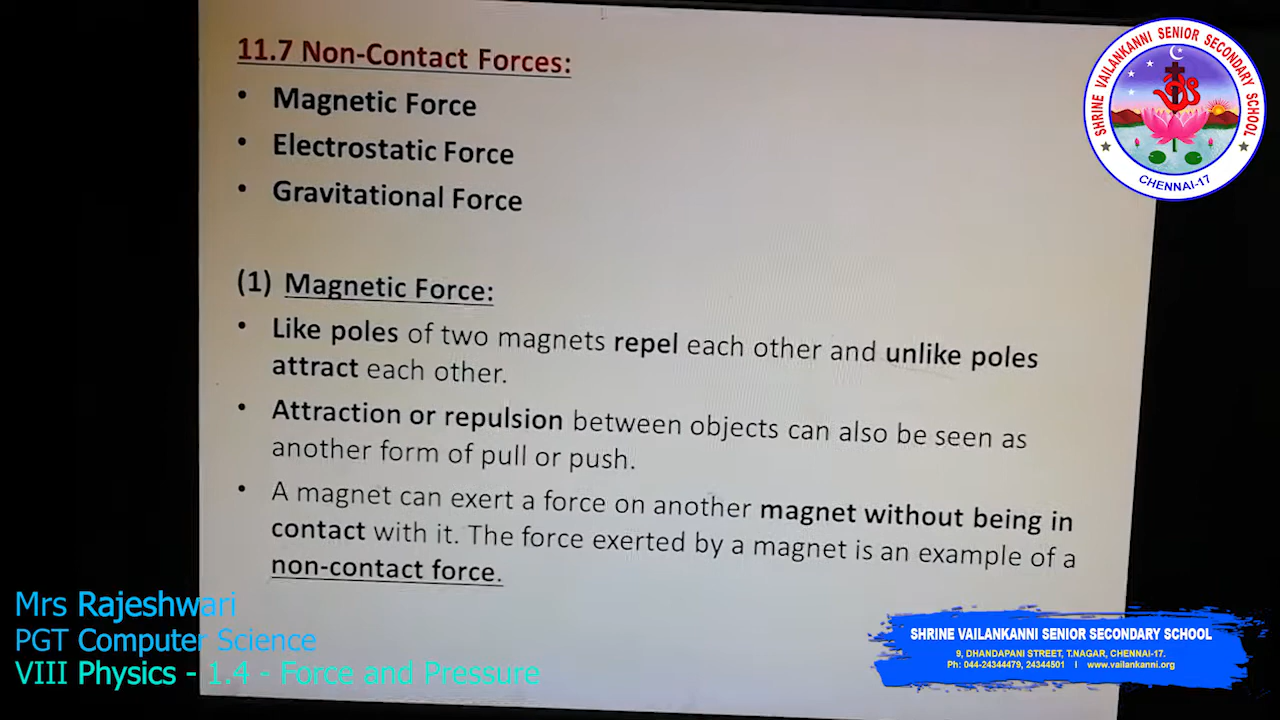 11.7 Non-Contact Forces:
• Magnetic Force
• Electrostatic Force
• Gravitational Force
(1) Magnetic Force:
• Like poles of two magnets repel each other and unlike poles
attract each other.
• Attraction or repulsion between objects can also be seen as
another form of pull or push.
• A magnet can exert a force on another magnet without being in
contact with it. The force exerted by a magnet is an example of a
non-contact force.
SHRINE VAILANKANNI SENIOR SECONDARY SCHOOL
CHENNAI-17
Mrs Rajeshwari
PGT Computer Science
VIII Physics - 1.4 - Force and Pressure
SHRINE VAILANKANNI SENIOR SECONDARY SCHOOL
9, DHANDAPANI STREET, T.NAGAR, CHENNAI-17.
Ph: 044-24344479, 24344501 I www.vailankanni.org